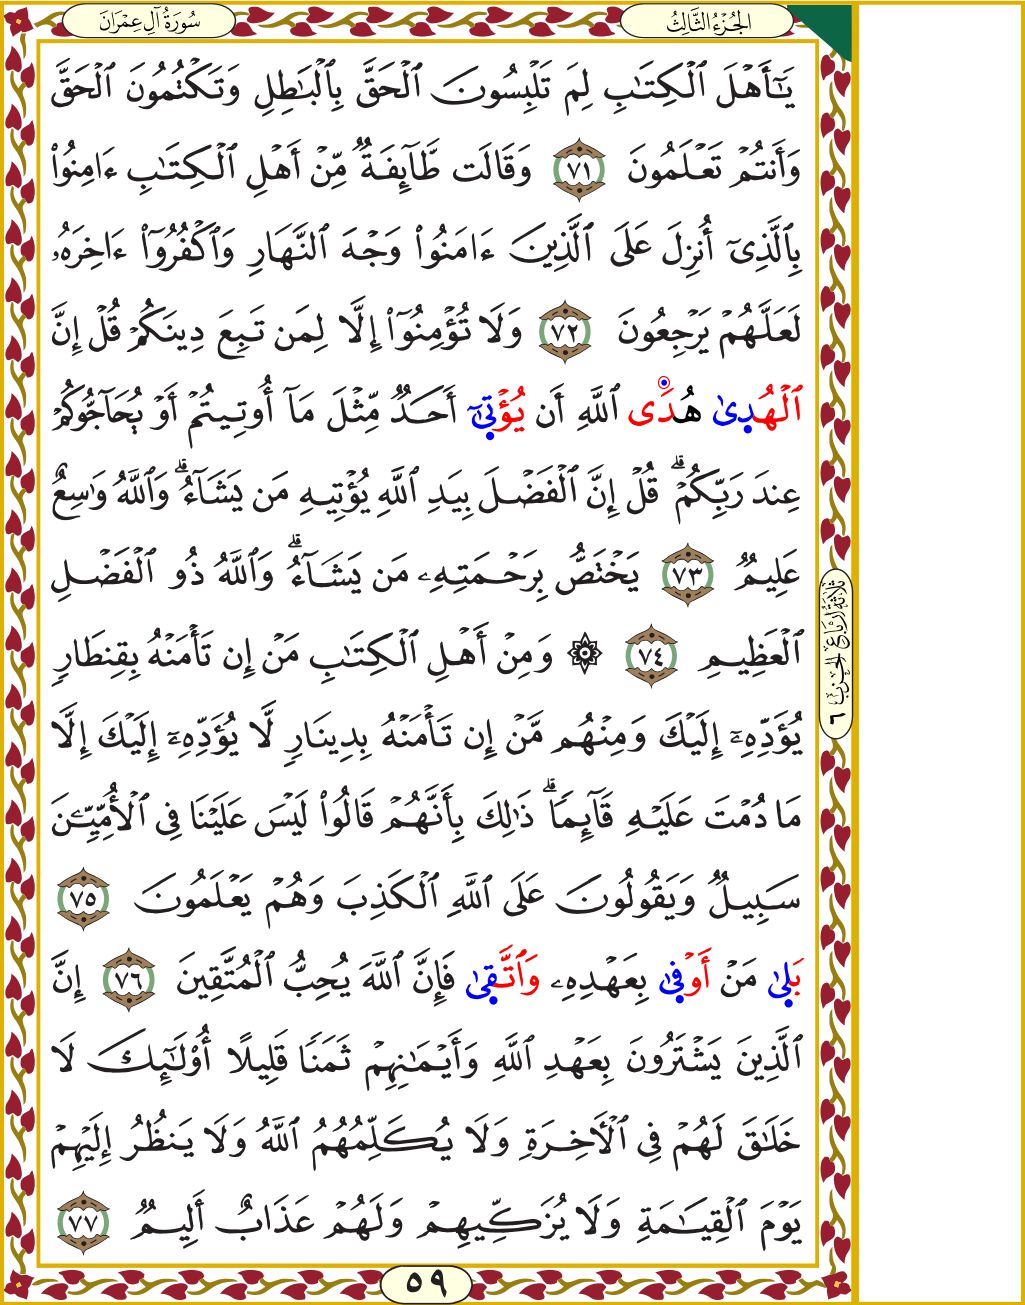 سُورَةُ آلِ عِمْرَانَ
الجُزْءُ الثَّالِثُ
يَـٰٓأَهۡلَ ٱلۡكِتَـٰبِ لِمَ تَلۡبِسُونَ ٱلۡحَقَّ بِٱلۡبَـٰطِلِ وَتَكۡتُمُونَ ٱلۡحَقَّ
وَأَنتُمۡ تَعۡلَمُونَ ٧١ وَقَالَت طَّآئِفَةٌ مِّنۡ أَهۡلِ ٱلۡكِتَـٰبِ ءَامِنُواْ
بِٱلَّذِىٓ أُنزِلَ عَلَى ٱلَّذِينَ ءَامَنُواْ وَجۡهَ ٱلنَّهَارِ وَٱكۡفُرُوٓاْ ءَاخِرَهُۥ
لَعَلَّهُمۡ يَرۡجِعُونَ ٧٢ وَلَا تُؤۡمِنُوٓاْ إِلَّا لِمَن تَبِعَ دِينَكُمۡ قُلۡ إِنَّ
ٱلۡهُدٜىٰ هُدَى ٱللَّهِ أَن يُؤۡتٜىٰٓ أَحَدٌ مِّثۡلَ مَآ أُوتِيتُمۡ أَوۡ يُحَآجُّوكُمۡ
عِندَ رَبِّكُمۡۗ قُلۡ إِنَّ ٱلۡفَضۡلَ بِيَدِ ٱللَّهِ يُؤۡتِيهِ مَن يَشَآءُۗ وَٱللَّهُ وَٰسِعٌ
عَلِيمٌ ٧٣ يَخۡتَصُّ بِرَحۡمَتِهِۦ مَن يَشَآءُۗ وَٱللَّهُ ذُو ٱلۡفَضۡلِ
ٱلۡعَظِيمِ ٧٤ ۞ وَمِنۡ أَهۡلِ ٱلۡكِتَـٰبِ مَنۡ إِن تَأۡمَنۡهُ بِقِنطَارٍ
يُؤَدِّهِۦٓ إِلَيۡكَ وَمِنۡهُم مَّنۡ إِن تَأۡمَنۡهُ بِدِينَارٍ لَّا يُؤَدِّهِۦٓ إِلَيۡكَ إِلَّا
مَا دُمۡتَ عَلَيۡهِ قَآئِمًاۗ ذَٰلِكَ بِأَنَّهُمۡ قَالُواْ لَيۡسَ عَلَيۡنَا فِى ٱلۡأُمِّيِّـۧنَ
سَبِيلٌ وَيَقُولُونَ عَلَى ٱللَّهِ ٱلۡكَذِبَ وَهُمۡ يَعۡلَمُونَ ٧٥
بَلٜىٰ مَنۡ أَوۡفٜىٰ بِعَهۡدِهِۦ وَٱتَّقٜىٰ فَإِنَّ ٱللَّهَ يُحِبُّ ٱلۡمُتَّقِينَ ٧٦ إِنَّ
ٱلَّذِينَ يَشۡتَرُونَ بِعَهۡدِ ٱللَّهِ وَأَيۡمَـٰنِهِمۡ ثَمَنًا قَلِيلًا أُوْلَـٰٓئِكَ لَا
خَلَـٰقَ لَهُمۡ فِى ٱلۡأَخِرَةِ وَلَا يُكَلِّمُهُمُ ٱللَّهُ وَلَا يَنظُرُ إِلَيۡهِمۡ
يَوۡمَ ٱلۡقِيَـٰمَةِ وَلَا يُزَكِّيهِمۡ وَلَهُمۡ عَذَابٌ أَلِيمٌ ٧٧
ثَلَاثَةُ أَرْبَاعِ الحِزْبِ ٦
٥٩